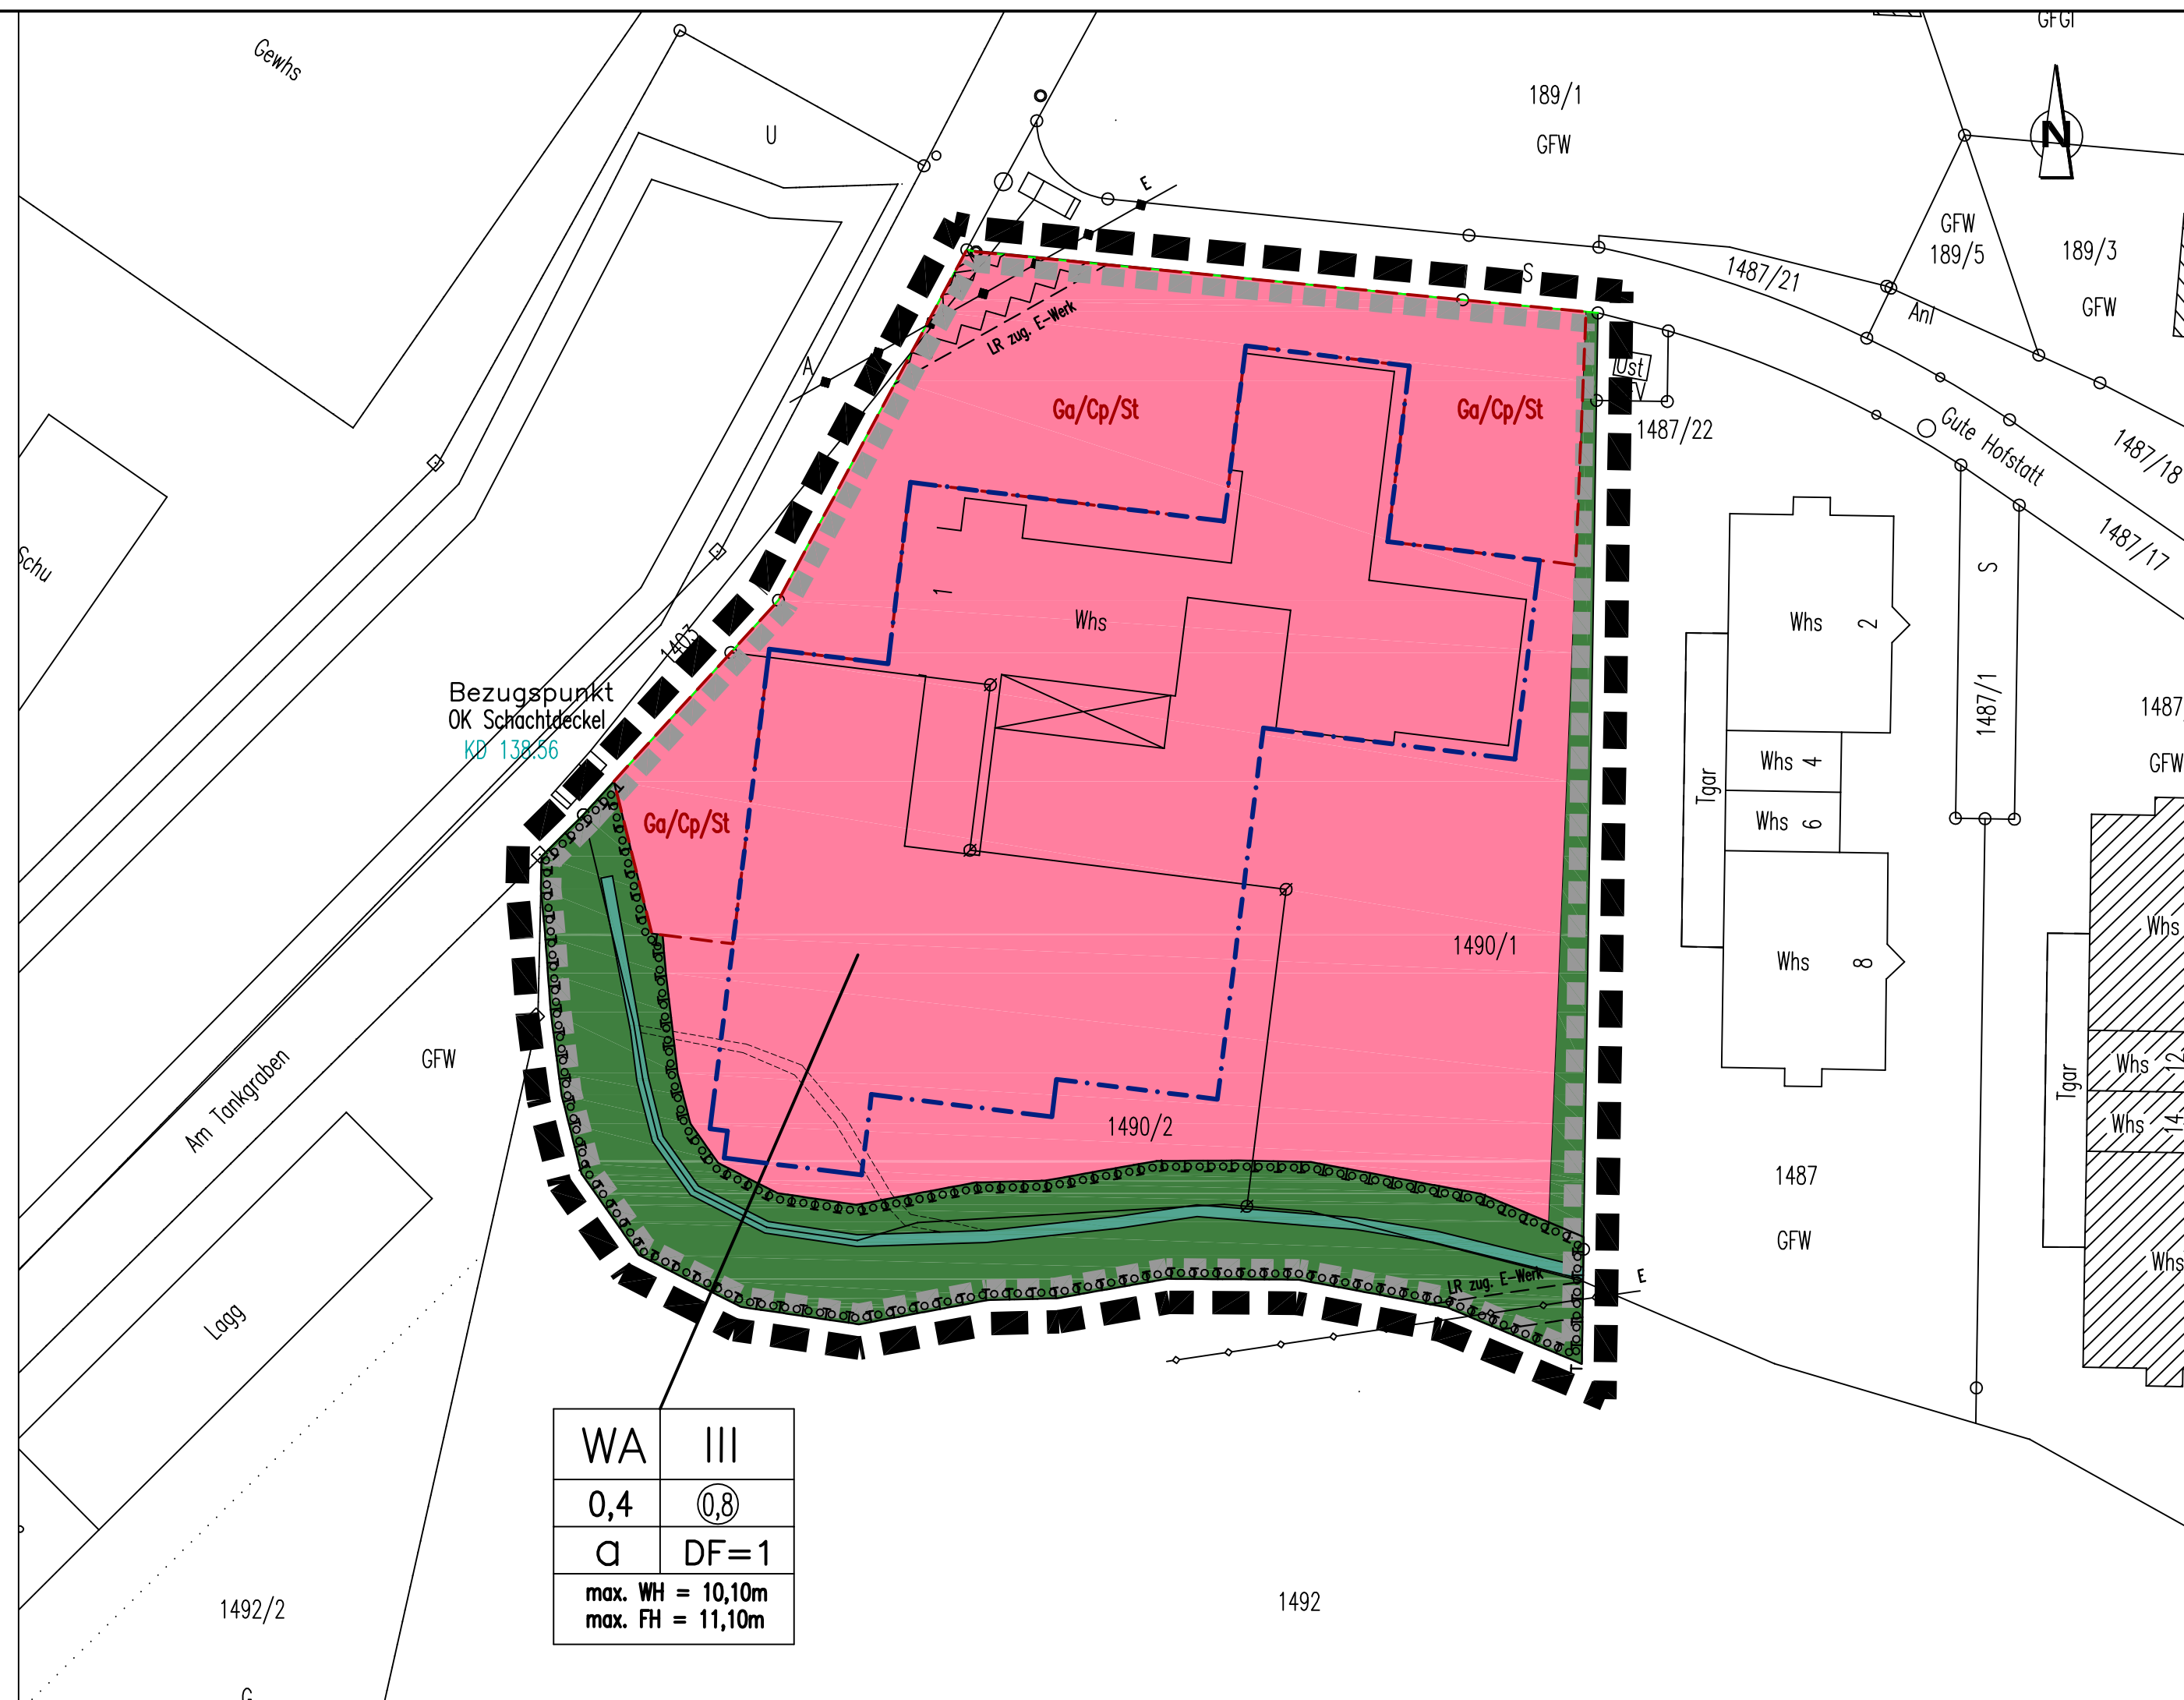 GFGI
Gewhs
189/1
GFW
U
N
E
GFW
189/5
189/3
GFW
S
1487/21
Anl
LR zug. E-Werk
A
Ust
1487/22
Ga/Cp/St
Ga/Cp/St
Gute Hofstatt
1487/18
1487/17
Schu
S
1
Whs
Whs
2
1403
Bezugspunkt
OK Schachtdeckel
KD 138.56
1487/1
1487
GFW
Whs 4
Tgar
Whs 6
Ga/Cp/St
1490/1
Whs
8
Whs
GFW
Am Tankgraben
Whs 12
Tgar
Whs 14
1490/2
1487
GFW
Whs
LR zug. E-Werk
E
Lagg
WA III
0,4 0,8
a DF=1
max. WH = 10,10m
max. FH = 11,10m
1492/2
1492